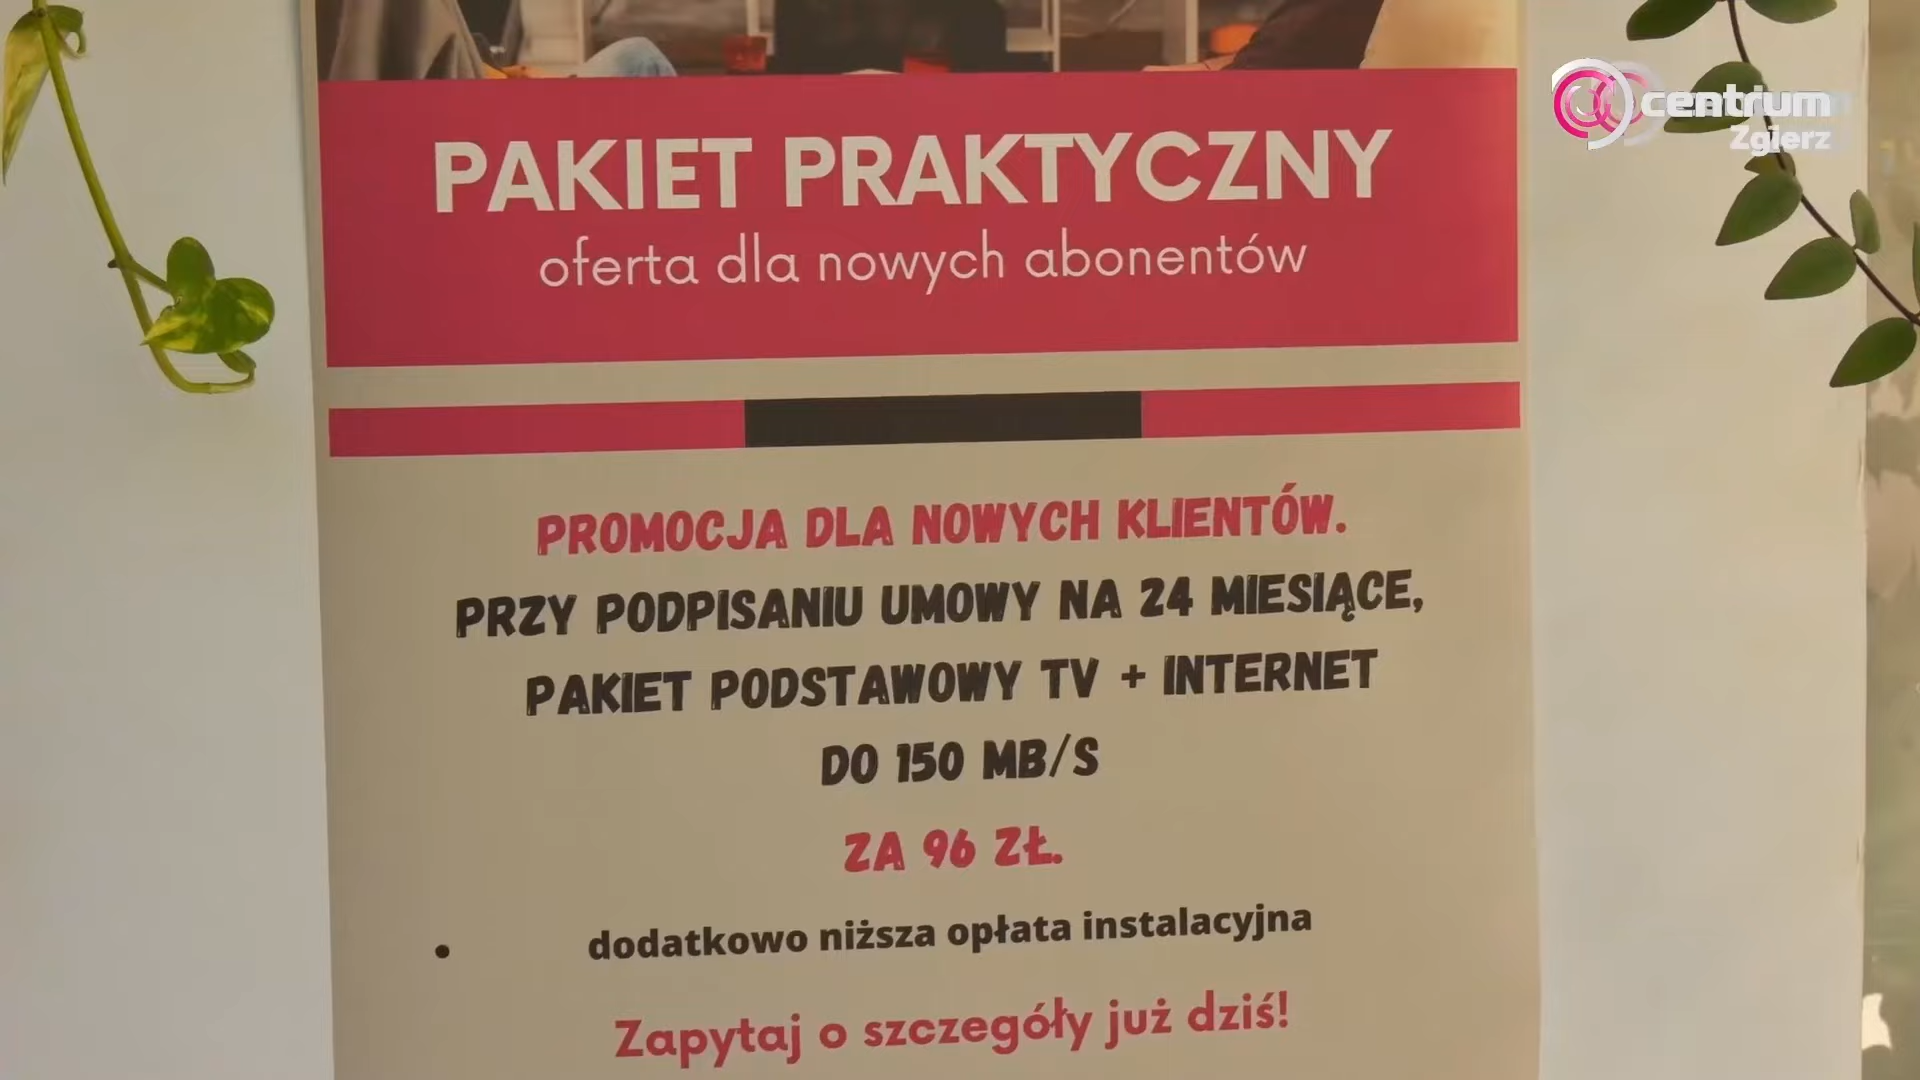 centrum
Zgierz
PAKIET PRAKTYCZNY
oferta dla nowych abonentów
PROMOCJA DLA NOWYCH KLIENTÓW.
PRZY PODPISANIU UMOWY NA 24 MIESIĄCE,
PAKIET PODSTAWOWY TV + INTERNET
DO 150 MB/S
ZA 96 ZŁ.
• dodatkowo niższa opłata instalacyjna
Zapytaj o szczegóły już dziś!